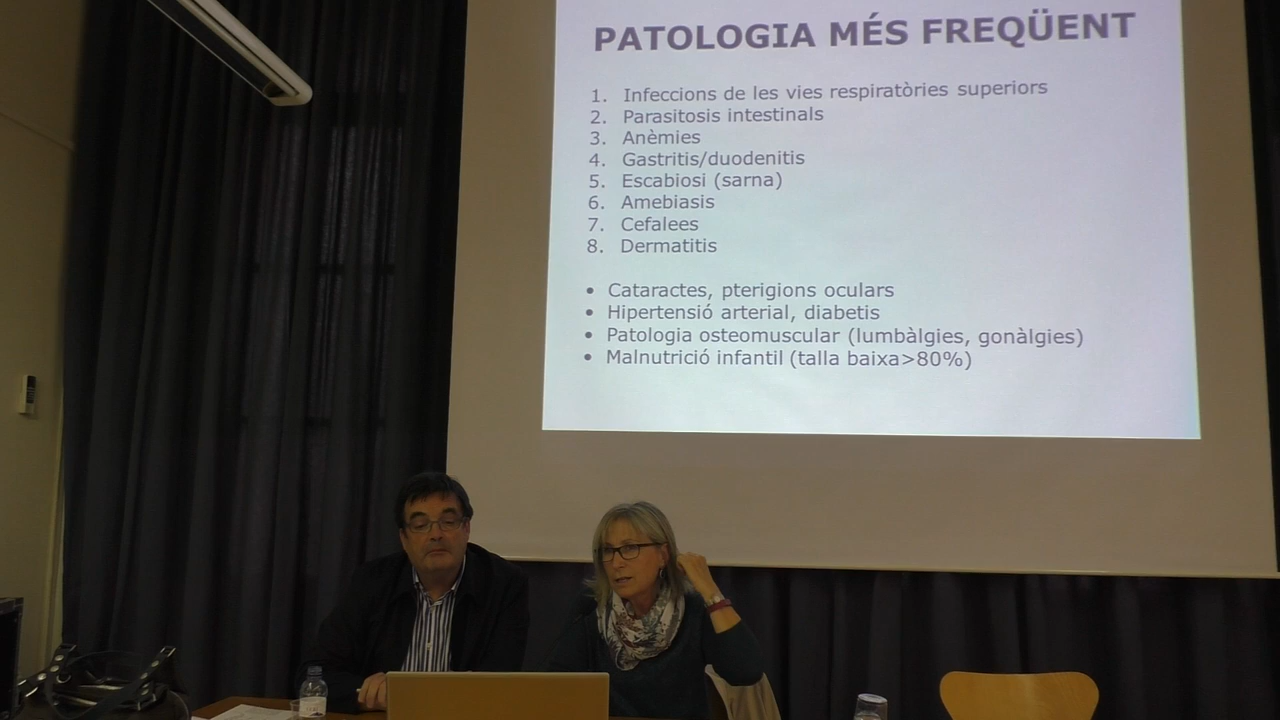 PATOLOGIA MÉS FREQÜENT
1. Infeccions de les vies respiratòries superiors
2. Parasitosis intestinals
3. Anèmies
4. Gastritis/duodenitis
5. Escabiosi (sarna)
6. Amebiasis
7. Cefalees
8. Dermatitis
• Cataractes, pterigions oculars
• Hipertensió arterial, diabetis
• Patologia osteomuscular (lumbàlgies, gonàlgies)
• Malnutrició infantil (talla baixa>80%)